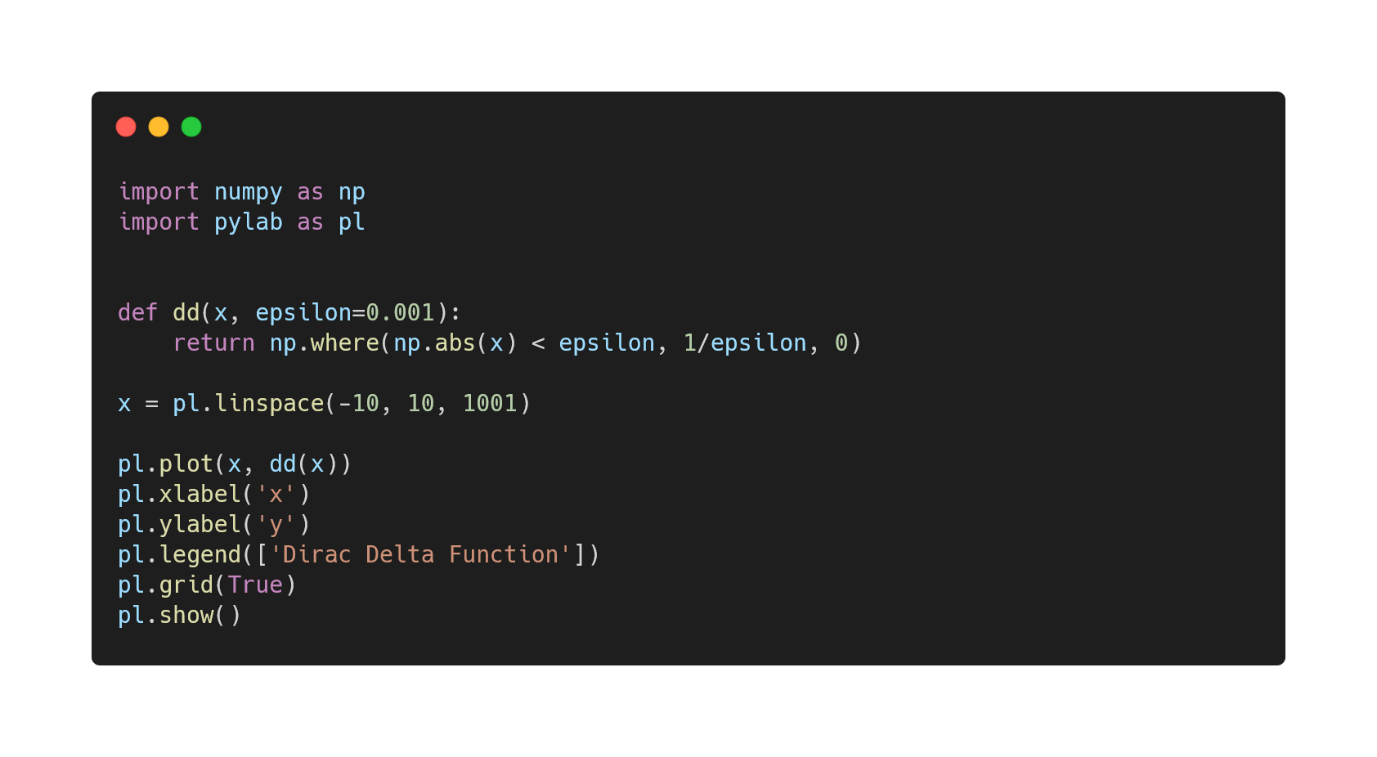 import numpy as np
import pylab as pl
def dd(x, epsilon=0.001):
    return np.where(np.abs(x) < epsilon, 1/epsilon, 0)
x = pl.linspace(-10, 10, 1001)
pl.plot(x, dd(x))
pl.xlabel('x')
pl.ylabel('y')
pl.legend(['Dirac Delta Function'])
pl.grid(True)
pl.show()